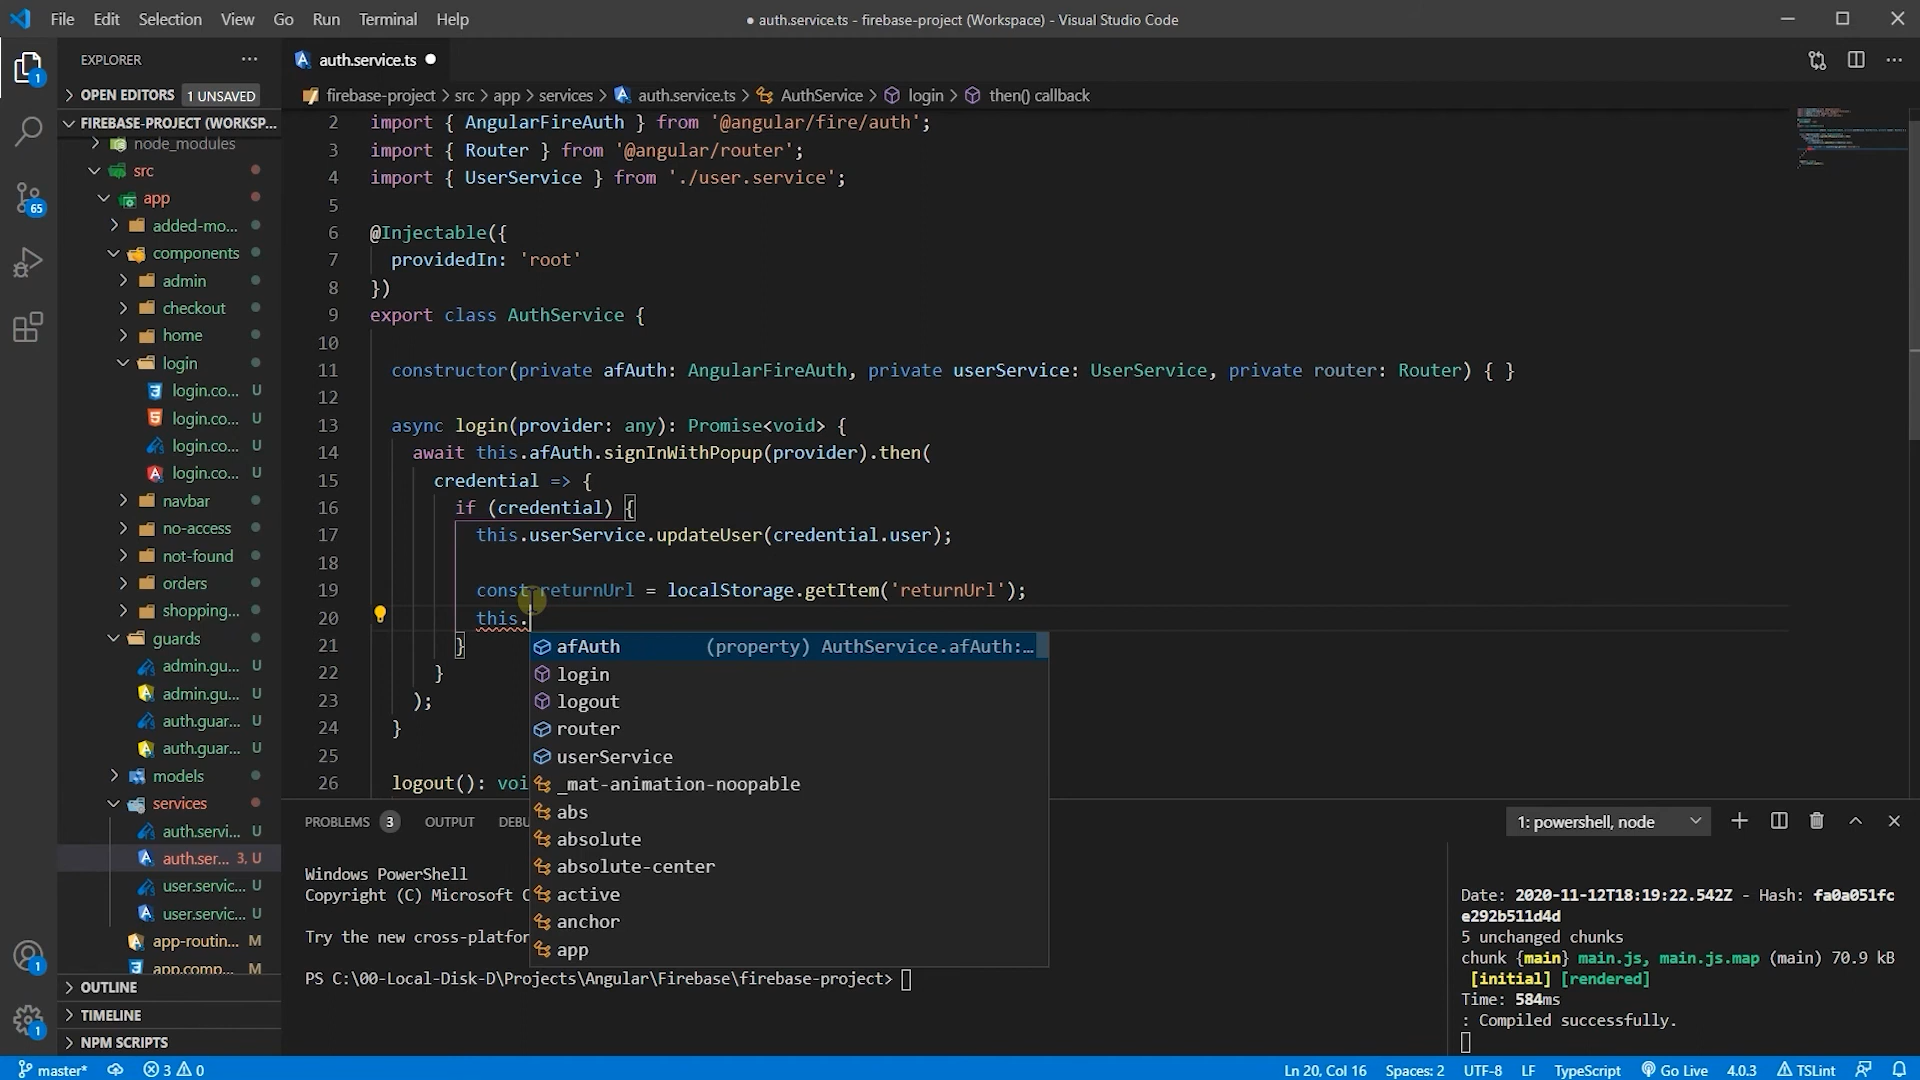 File Edit Selection View Go Run Terminal Help
● auth.service.ts - firebase-project (Workspace) - Visual Studio Code
EXPLORER
OPEN EDITORS 1 UNSAVED
FIREBASE-PROJECT (WORKSP...
node_modules
src
app
added-mo...
components
admin
checkout
home
login
login.co... U
login.co... U
login.co... U
login.co... U
navbar
no-access
not-found
orders
shopping...
guards
admin.gu... U
admin.gu... U
auth.guar... U
auth.guar... U
models
services
auth.servi... U
auth.ser... 3, U
user.servic... U
user.servic... U
app-routin... M
app.comp... M
OUTLINE
TIMELINE
NPM SCRIPTS
1
65
1
1
auth.service.ts ●
firebase-project > src > app > services > auth.service.ts > AuthService > login > then() callback
2 import { AngularFireAuth } from '@angular/fire/auth';
3 import { Router } from '@angular/router';
4 import { UserService } from './user.service';
5
6 @Injectable({
7 providedIn: 'root'
8 })
9 export class AuthService {
10
11 constructor(private afAuth: AngularFireAuth, private userService: UserService, private router: Router) { }
12
13 async login(provider: any): Promise<void> {
14 await this.afAuth.signInWithPopup(provider).then(
15 credential => {
16 if (credential) {
17 this.userService.updateUser(credential.user);
18
19 const returnUrl = localStorage.getItem('returnUrl');
20 this.
21 }
22 }
23 );
24 }
25
26 logout(): voi
afAuth (property) AuthService.afAuth:...
login
logout
router
userService
_mat-animation-noopable
abs
absolute
absolute-center
active
anchor
app
PROBLEMS 3 OUTPUT DEBU
1: powershell, node
Windows PowerShell
Copyright (C) Microsoft C
Try the new cross-platfor
PS C:\00-Local-Disk-D\Projects\Angular\Firebase\firebase-project>
Date: 2020-11-12T18:19:22.542Z - Hash: fa0a051fc
e292b511d4d
5 unchanged chunks
chunk {main} main.js, main.js.map (main) 70.9 kB
[initial] [rendered]
Time: 584ms
: Compiled successfully.
master* 3 0
Ln 20, Col 16 Spaces: 2 UTF-8 LF TypeScript Go Live 4.0.3 TSLint